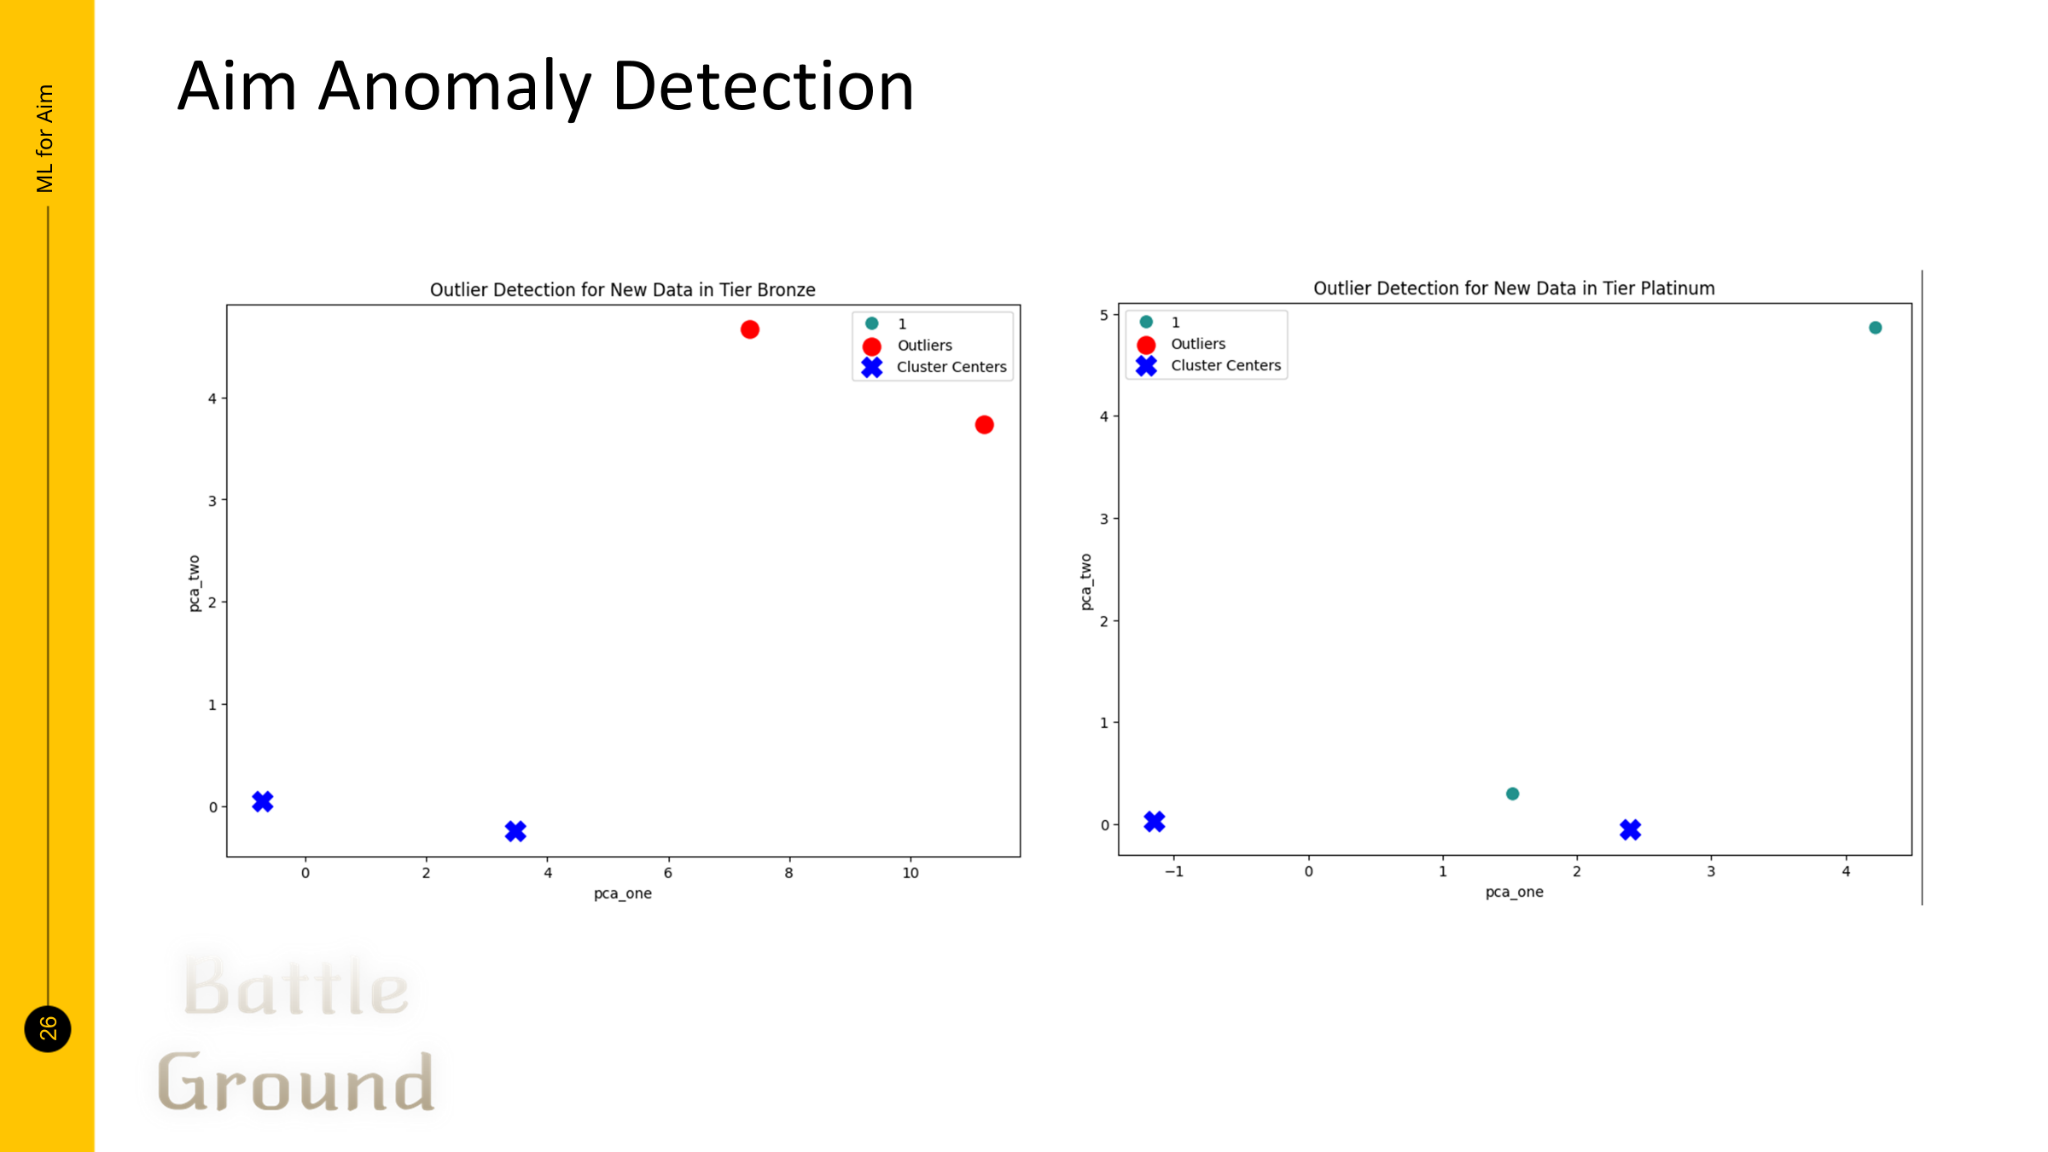 Aim Anomaly Detection
ML for Aim
26
Outlier Detection for New Data in Tier Bronze
1
Outliers
Cluster Centers
4
3
2
1
0
pca_two
0 2 4 6 8 10
pca_one
Outlier Detection for New Data in Tier Platinum
1
Outliers
Cluster Centers
5
4
3
2
1
0
pca_two
−1 0 1 2 3 4
pca_one
Battle
Ground